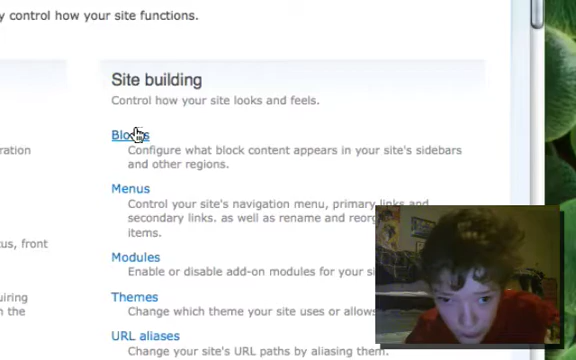 y control how your site functions.
Site building
Control how your site looks and feels.
Blocks
ration
Configure what block content appears in your site's sidebars
and other regions.
Menus
Control your site's navigation menu, primary links and
secondary links. as well as rename and reorg
tus, front
items.
Modules
Enable or disable add-on modules for your si
uiring
Themes
n the
Change which theme your site uses or allows
URL aliases
Change your site's URL paths by aliasing them.